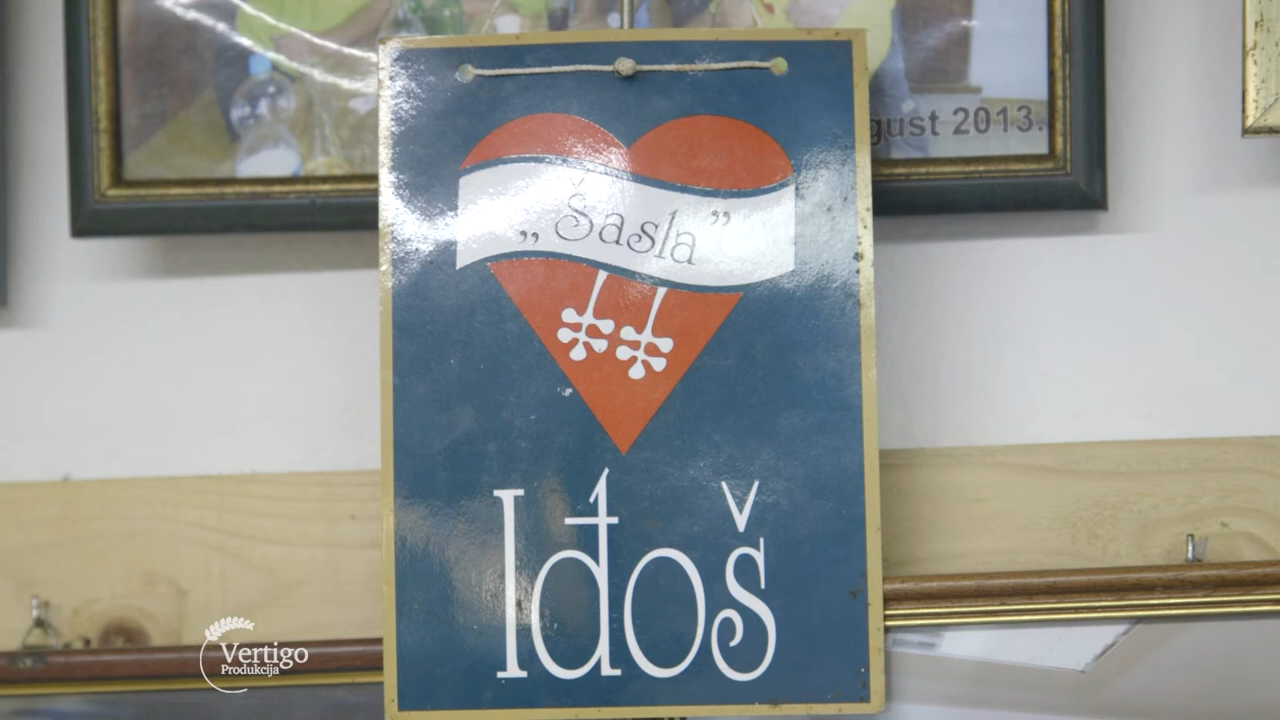 gust 2013.
„Šasla”
Iđoš
Vertigo
Produkcija